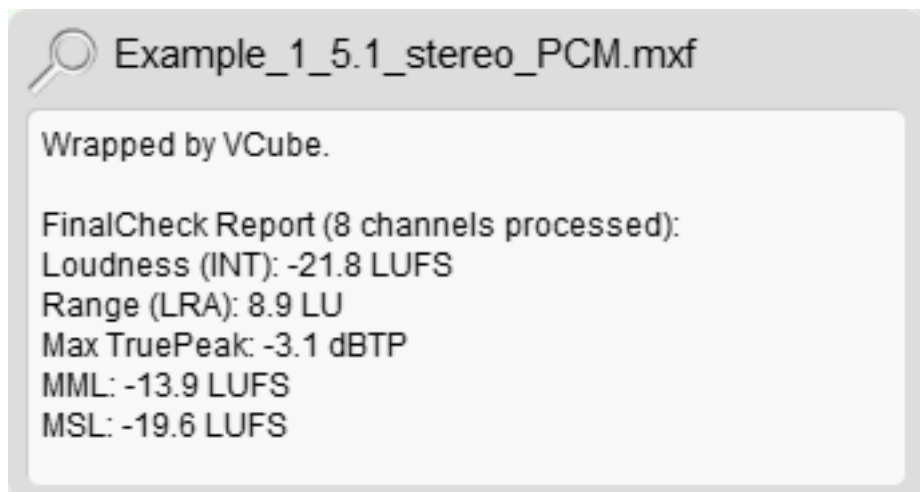 Example_1_5.1_stereo_PCM.mxf
Wrapped by VCube.
FinalCheck Report (8 channels processed):
Loudness (INT): -21.8 LUFS
Range (LRA): 8.9 LU
Max TruePeak: -3.1 dBTP
MML: -13.9 LUFS
MSL: -19.6 LUFS